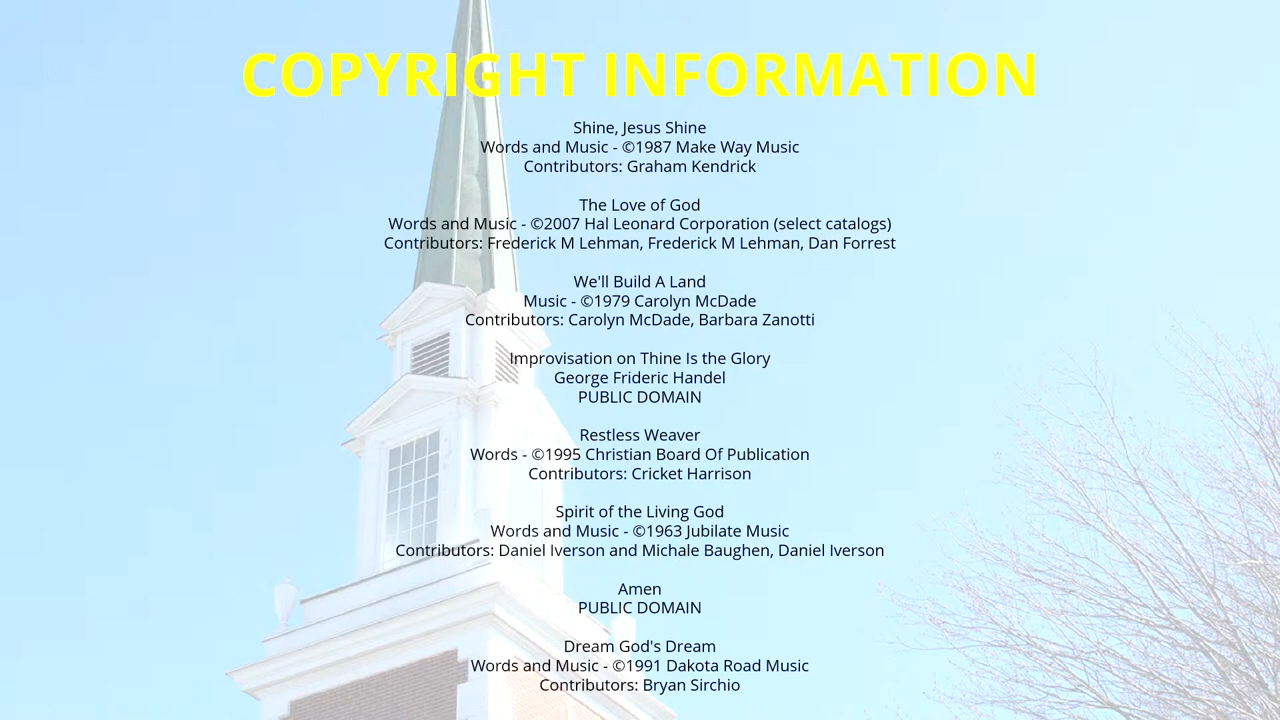 COPYRIGHT INFORMATION
Shine, Jesus Shine
Words and Music - ©1987 Make Way Music
Contributors: Graham Kendrick
The Love of God
Words and Music - ©2007 Hal Leonard Corporation (select catalogs)
Contributors: Frederick M Lehman, Frederick M Lehman, Dan Forrest
We'll Build A Land
Music - ©1979 Carolyn McDade
Contributors: Carolyn McDade, Barbara Zanotti
Improvisation on Thine Is the Glory
George Frideric Handel
PUBLIC DOMAIN
Restless Weaver
Words - ©1995 Christian Board Of Publication
Contributors: Cricket Harrison
Spirit of the Living God
Words and Music - ©1963 Jubilate Music
Contributors: Daniel Iverson and Michale Baughen, Daniel Iverson
Amen
PUBLIC DOMAIN
Dream God's Dream
Words and Music - ©1991 Dakota Road Music
Contributors: Bryan Sirchio